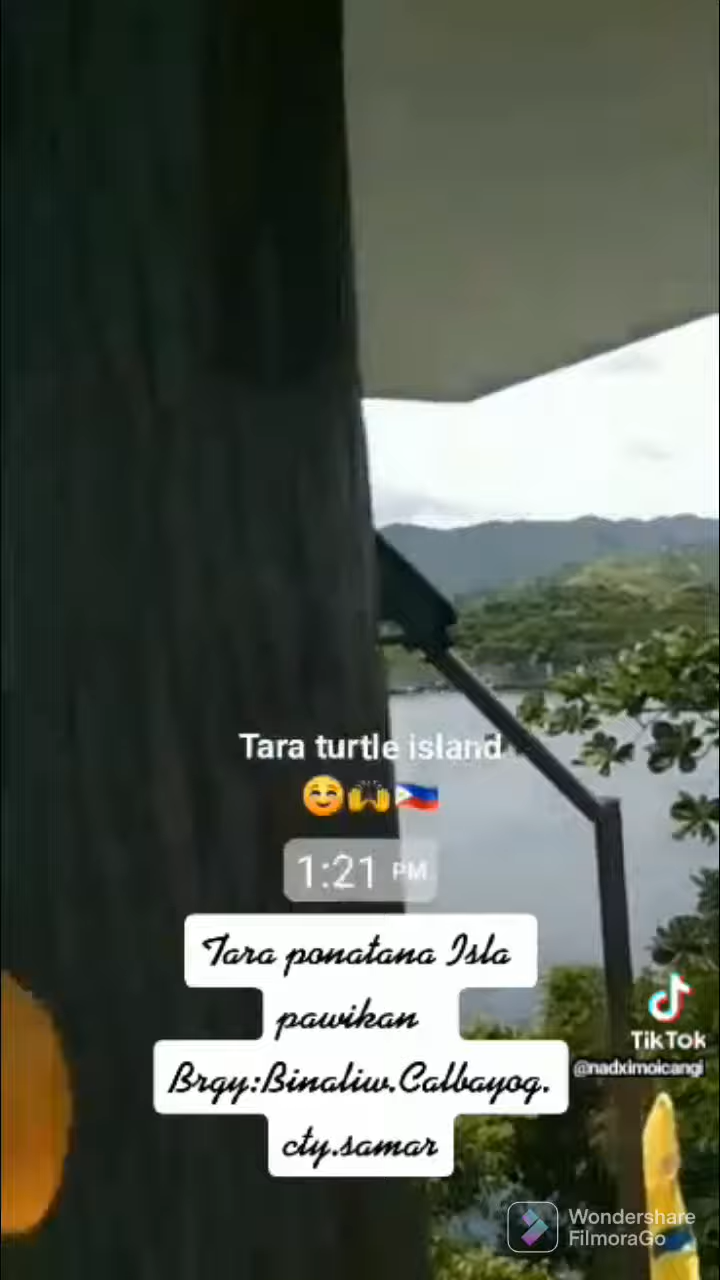 Tara turtle island
☺️🙌🇵🇭
1:21 PM
Tara ponatana Isla
pawikan
Brgy:Binaliw.Calbayog.
cty.samar
TikTok
@nadximoicangi
Wondershare
FilmoraGo